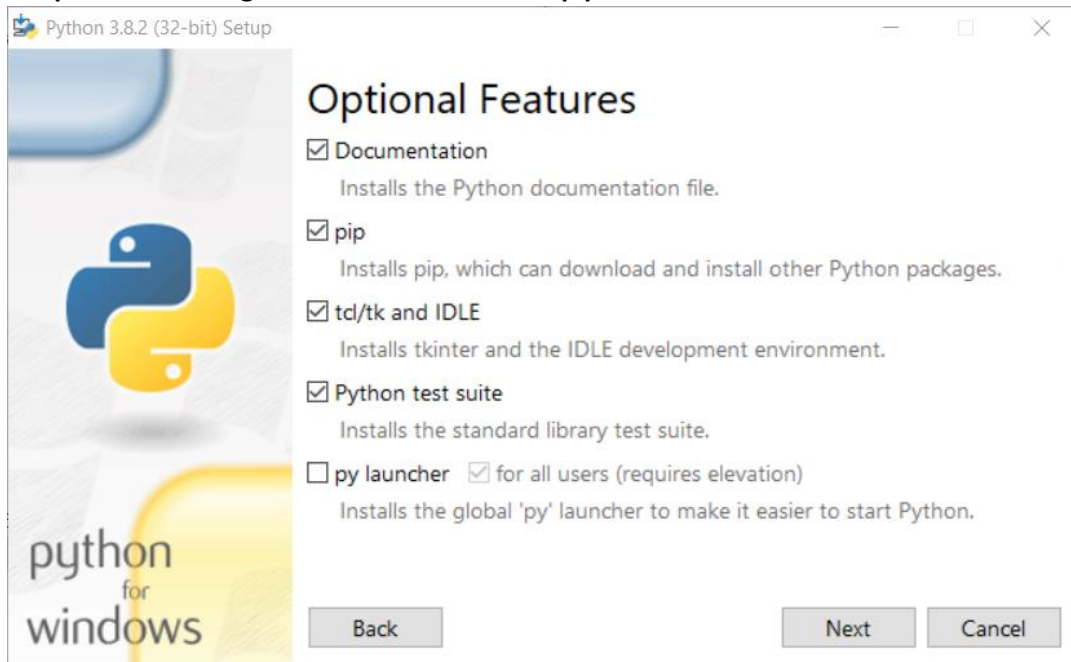 Python 3.8.2 (32-bit) Setup
Optional Features
Documentation
Installs the Python documentation file.
pip
Installs pip, which can download and install other Python packages.
tcl/tk and IDLE
Installs tkinter and the IDLE development environment.
Python test suite
Installs the standard library test suite.
py launcher for all users (requires elevation)
Installs the global 'py' launcher to make it easier to start Python.
python
for
windows
Back Next Cancel